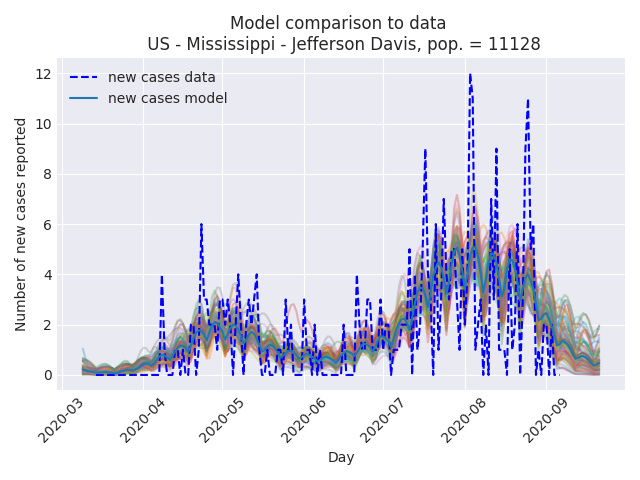 Model comparison to data
US - Mississippi - Jefferson Davis, pop. = 11128
new cases data
new cases model
Number of new cases reported
12
10
8
6
4
2
0
2020-03
2020-04
2020-05
2020-06
2020-07
2020-08
2020-09
Day